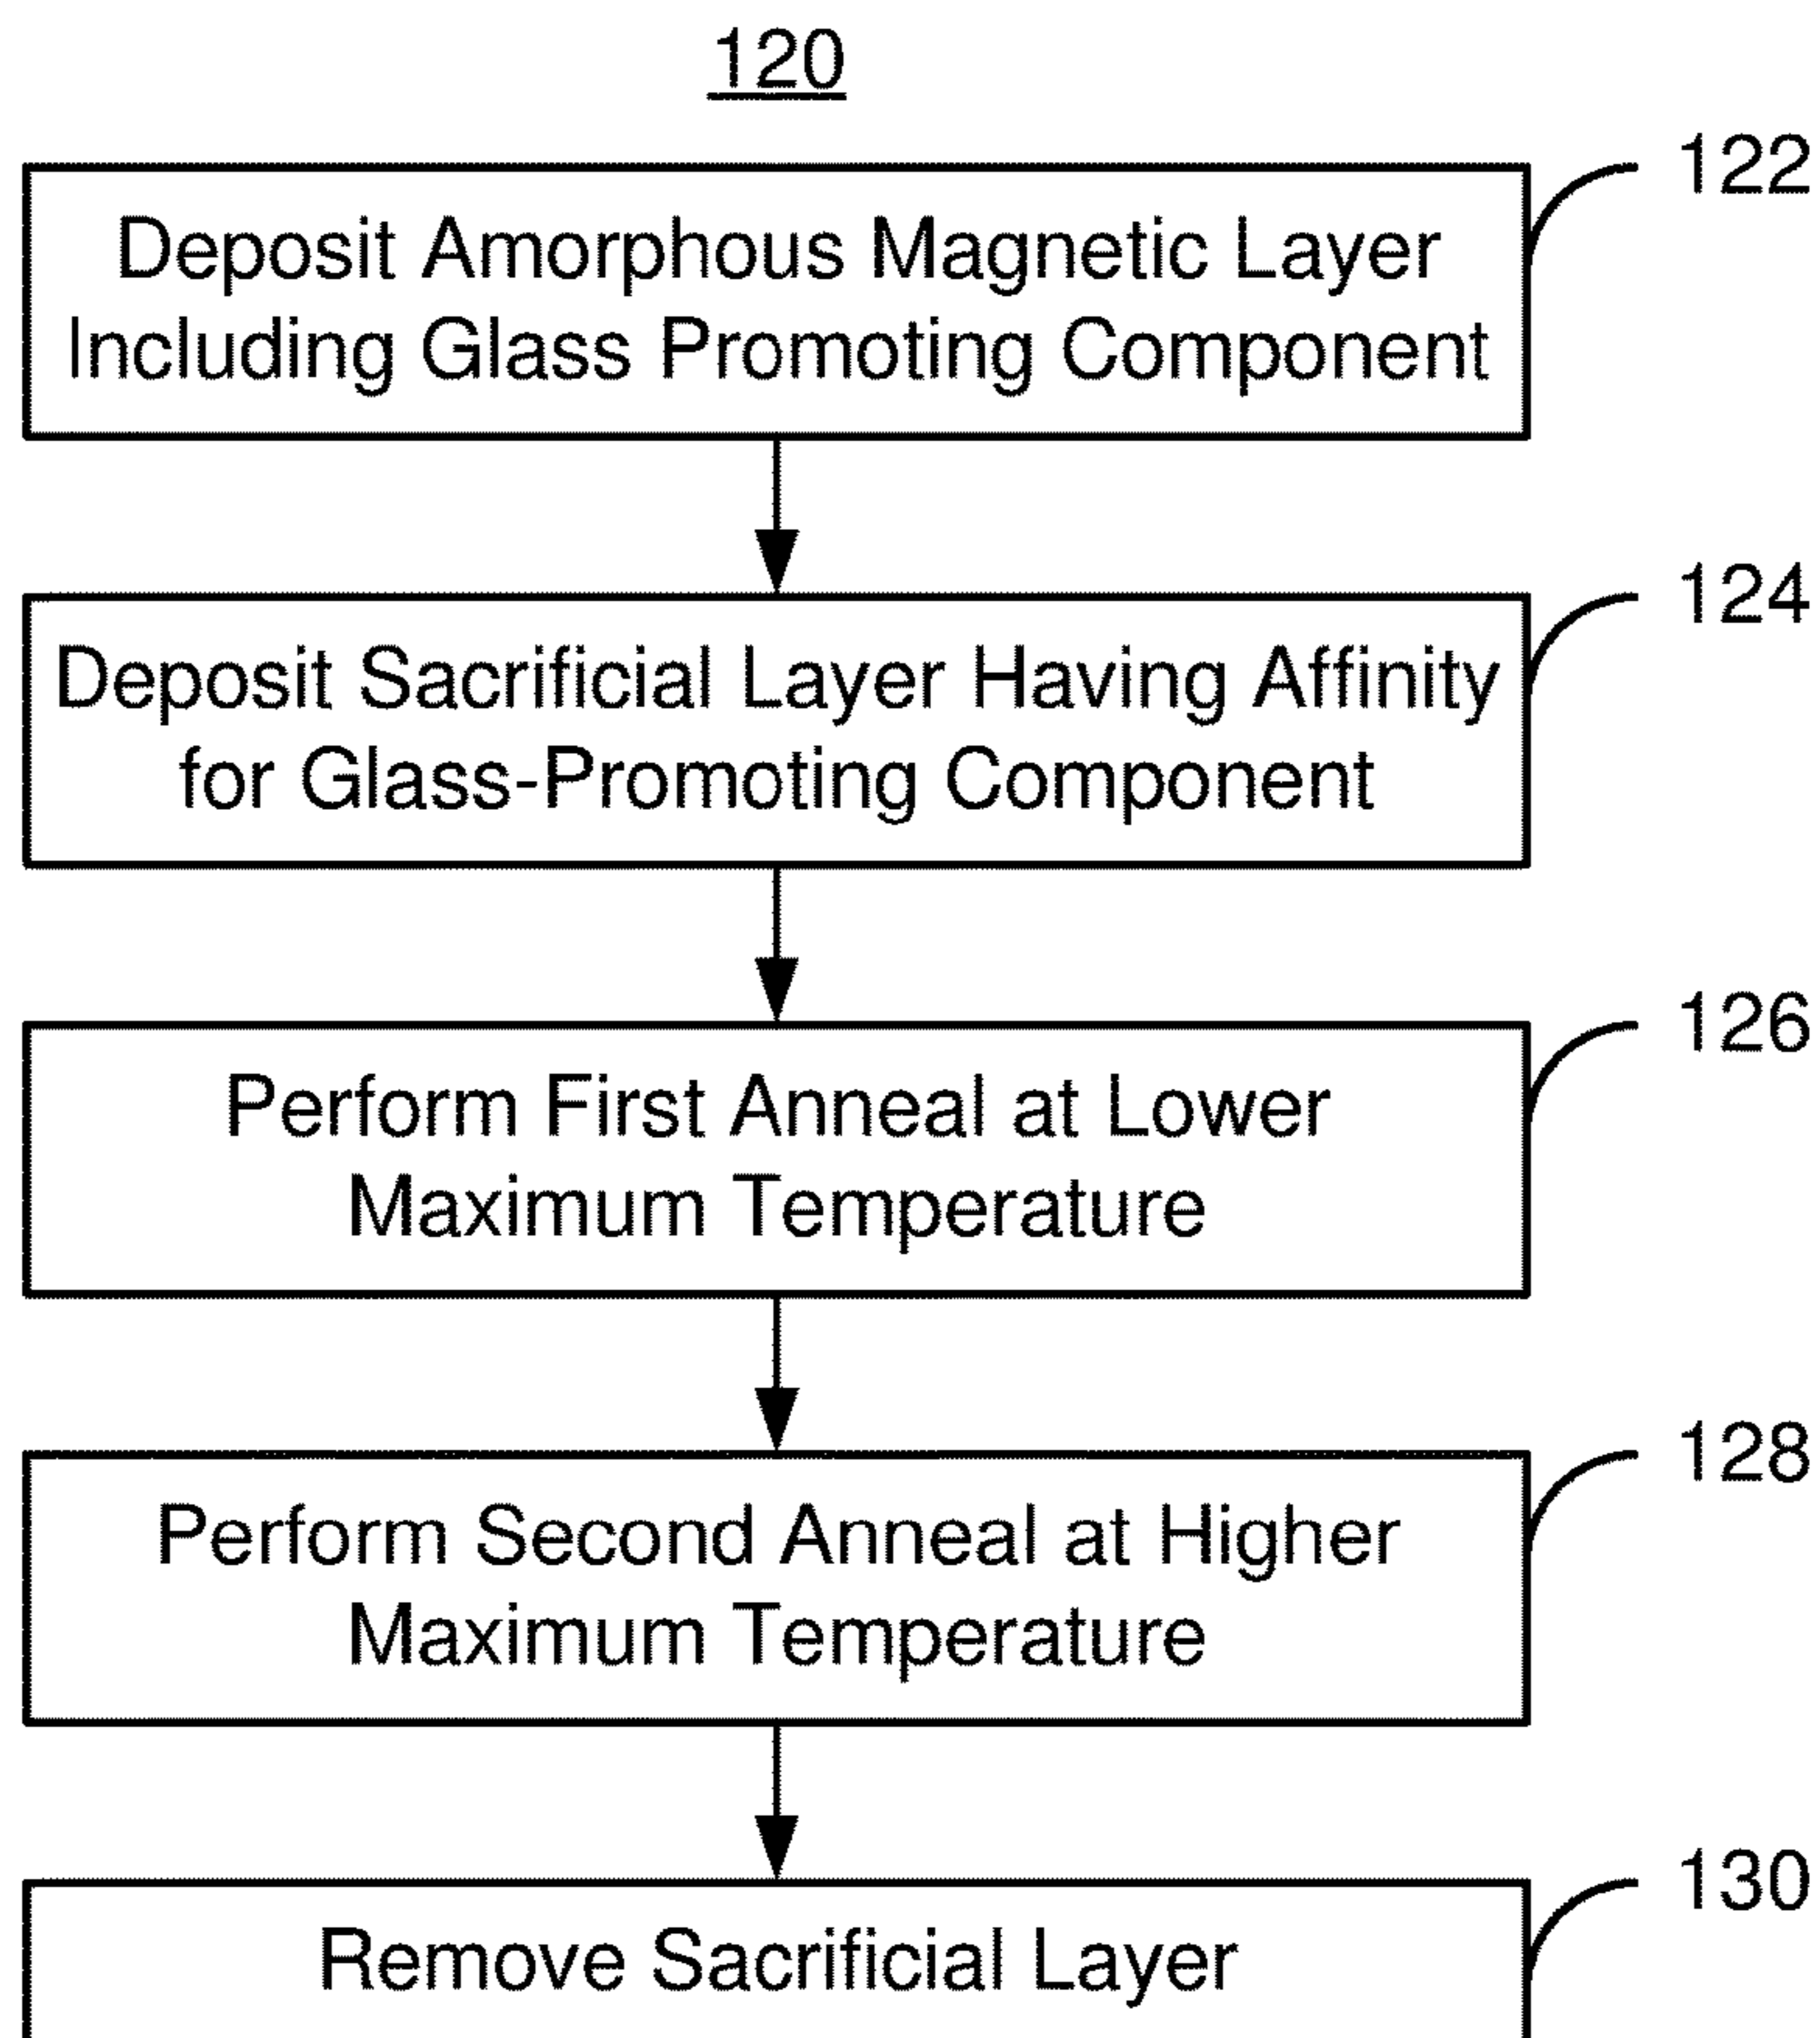 120
122
Deposit Amorphous Magnetic Layer
Including Glass Promoting Component
124
Deposit Sacrificial Layer Having Affinity
for Glass-Promoting Component
126
Perform First Anneal at Lower
Maximum Temperature
128
Perform Second Anneal at Higher
Maximum Temperature
130
Remove Sacrificial Layer